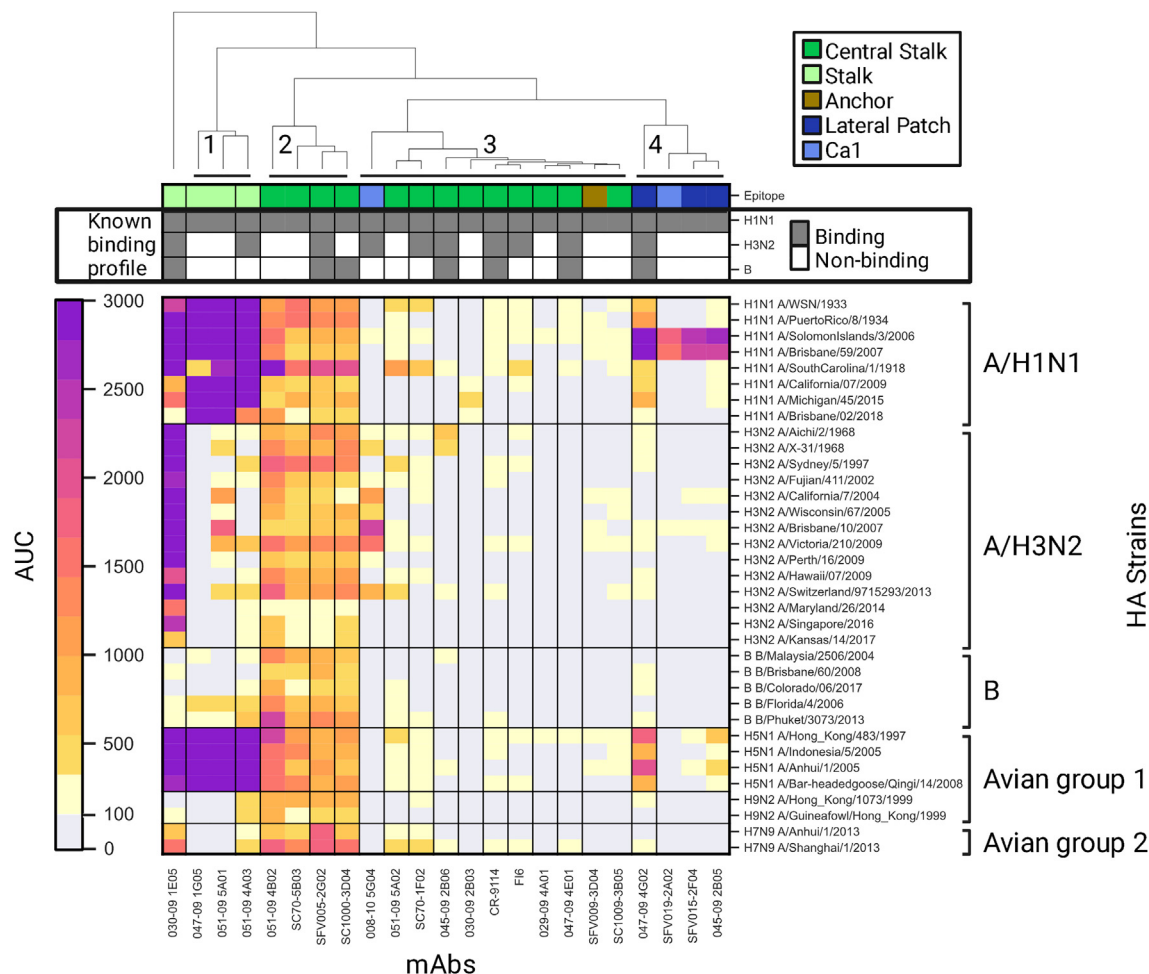 Central Stalk
Stalk
Anchor
Lateral Patch
Ca1
1
2
3
4
Epitope
Known
binding
profile
H1N1
H3N2
B
Binding
Non-binding
3000
2500
2000
1500
1000
500
100
0
AUC
H1N1 A/WSN/1933
H1N1 A/PuertoRico/8/1934
H1N1 A/SolomonIslands/3/2006
H1N1 A/Brisbane/59/2007
H1N1 A/SouthCarolina/1/1918
H1N1 A/California/07/2009
H1N1 A/Michigan/45/2015
H1N1 A/Brisbane/02/2018
H3N2 A/Aichi/2/1968
H3N2 A/X-31/1968
H3N2 A/Sydney/5/1997
H3N2 A/Fujian/411/2002
H3N2 A/California/7/2004
H3N2 A/Wisconsin/67/2005
H3N2 A/Brisbane/10/2007
H3N2 A/Victoria/210/2009
H3N2 A/Perth/16/2009
H3N2 A/Hawaii/07/2009
H3N2 A/Switzerland/9715293/2013
H3N2 A/Maryland/26/2014
H3N2 A/Singapore/2016
H3N2 A/Kansas/14/2017
B B/Malaysia/2506/2004
B B/Brisbane/60/2008
B B/Colorado/06/2017
B B/Florida/4/2006
B B/Phuket/3073/2013
H5N1 A/Hong_Kong/483/1997
H5N1 A/Indonesia/5/2005
H5N1 A/Anhui/1/2005
H5N1 A/Bar-headedgoose/Qingi/14/2008
H9N2 A/Hong_Kong/1073/1999
H9N2 A/Guineafowl/Hong_Kong/1999
H7N9 A/Anhui/1/2013
H7N9 A/Shanghai/1/2013
A/H1N1
A/H3N2
B
Avian group 1
Avian group 2
HA Strains
030-09 1E05
047-09 1G05
051-09 5A01
051-09 4A03
051-09 4B02
SC70-5B03
SFV005-2G02
SC1000-3D04
008-10 5G04
051-09 5A02
SC70-1F02
045-09 2B06
030-09 2B03
CR-9114
FI6
029-09 4A01
047-09 4E01
SFV009-3D04
SC1009-3B05
047-09 4G02
SFV019-2A02
SFV015-2F04
045-09 2B05
mAbs